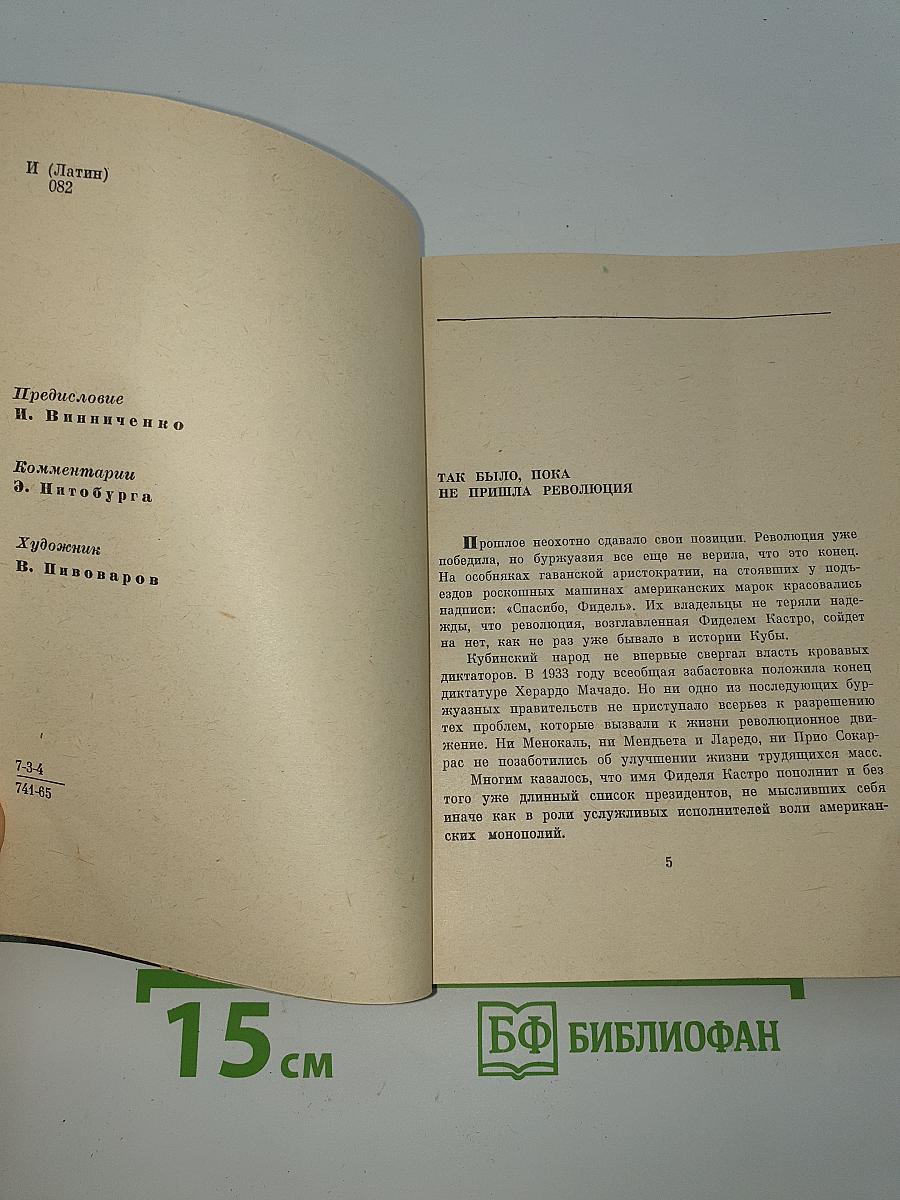 И (Латин)
082
Предисловие
И. Винниченко
Комментарии
Э. Нитобурга
Художник
В. Пивоваров
7-3-4
741-65
ТАК БЫЛО, ПОКА
НЕ ПРИШЛА РЕВОЛЮЦИЯ
Прошлое неохотно сдавало свои позиции. Революция уже
победила, но буржуазия все еще не верила, что это конец.
На особняках гаванской аристократии, на стоявших у подъ-
ездов роскошных машинах американских марок красовались
надписи: «Спасибо, Фидель». Их владельцы не теряли наде-
жды, что революция, возглавленная Фиделем Кастро, сойдет
на нет, как не раз уже бывало в истории Кубы.
Кубинский народ не впервые свергал власть кровавых
диктаторов. В 1933 году всеобщая забастовка положила конец
диктатуре Херардо Мачадо. Но ни одно из последующих бур-
жуазных правительств не приступало всерьез к разрешению
тех проблем, которые вызвали к жизни революционное дви-
жение. Ни Менокаль, ни Мендьета и Ларедо, ни Прио Сокар-
рас не позаботились об улучшении жизни трудящихся масс.
Многим казалось, что имя Фиделя Кастро пополнит и без
того уже длинный список президентов, не мысливших себя
иначе как в роли услужливых исполнителей воли американ-
ских монополий.
5
15 см
БФ БИБЛИОФАН